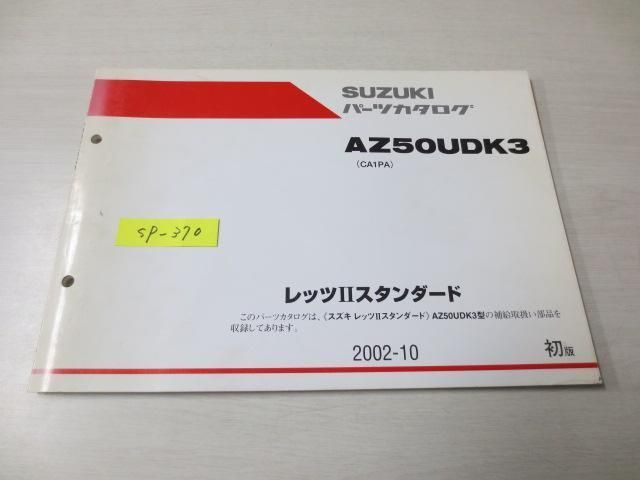 SUZUKI
パーツカタログ
AZ50UDK3
(CA1PA)
SP-370
レッツIIスタンダード
このパーツカタログは、《スズキ レッツIIスタンダード》AZ50UDK3型の補給取扱い部品を
収録してあります。
2002-10
初版